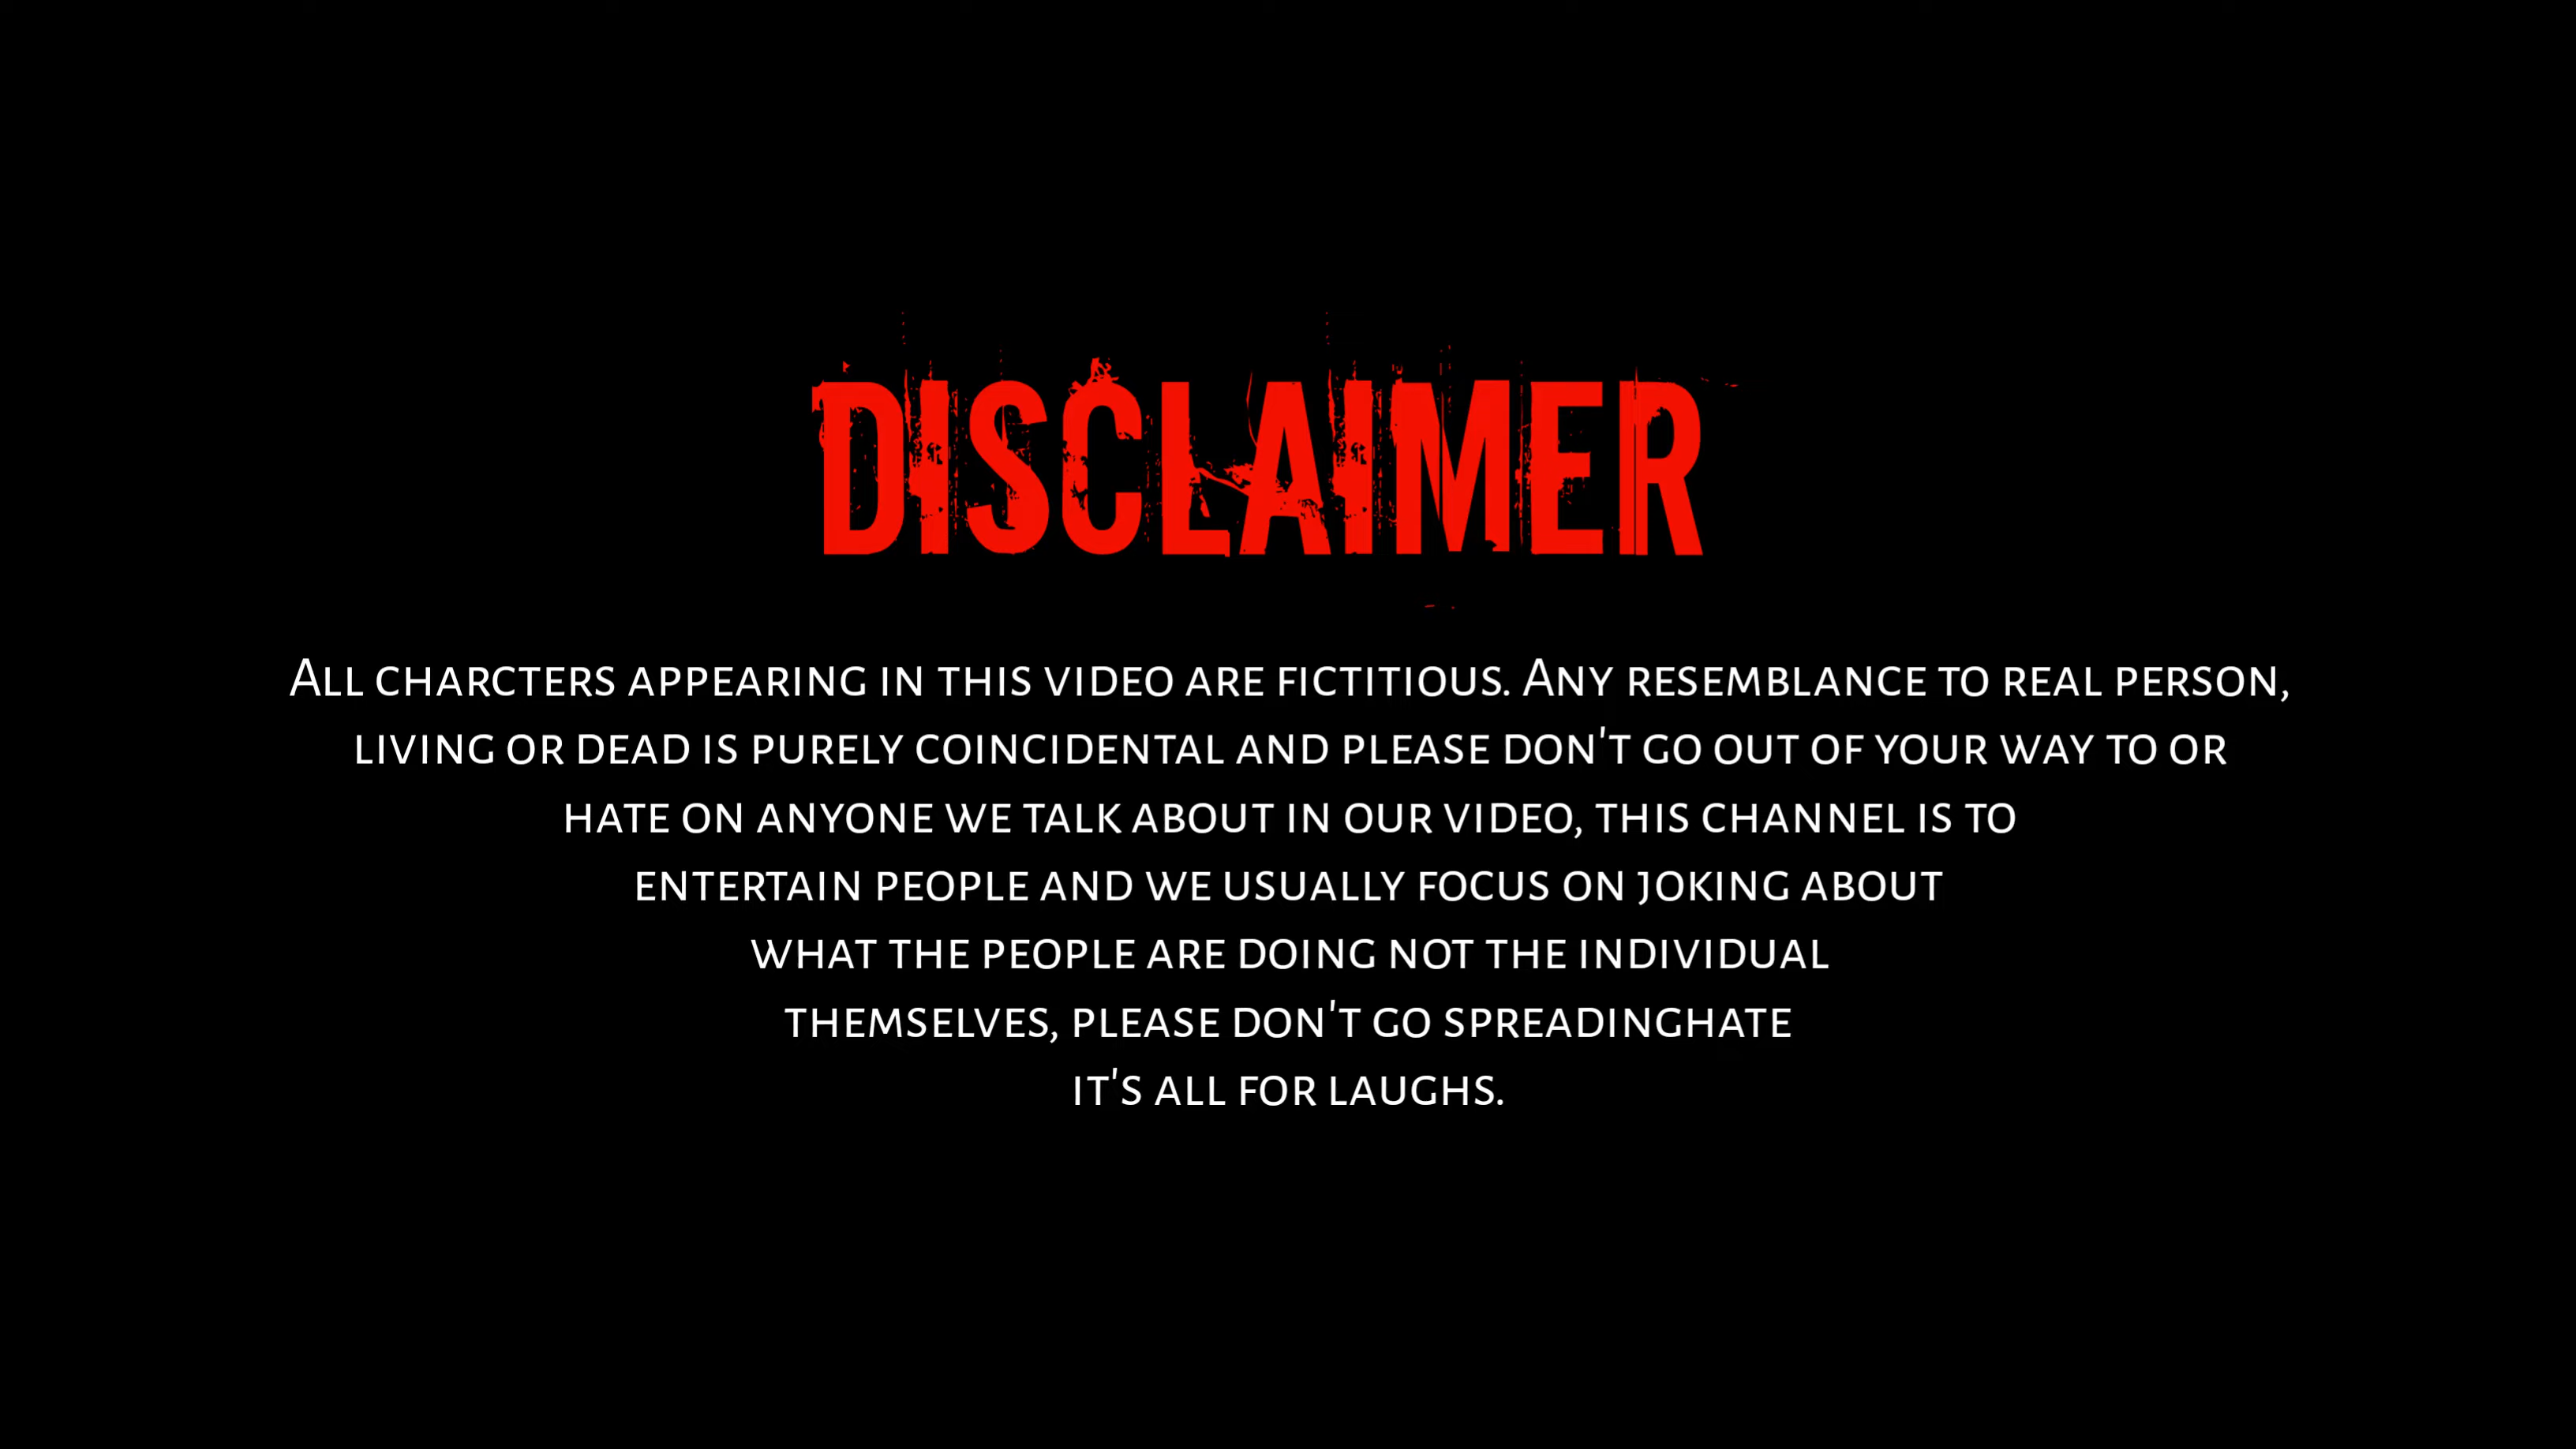 DISCLAIMER
All charcters appearing in this video are fictitious. Any resemblance to real person,
living or dead is purely coincidental and please don't go out of your way to or
hate on anyone we talk about in our video, this channel is to
entertain people and we usually focus on joking about
what the people are doing not the individual
themselves, please don't go spreadinghate
it's all for laughs.